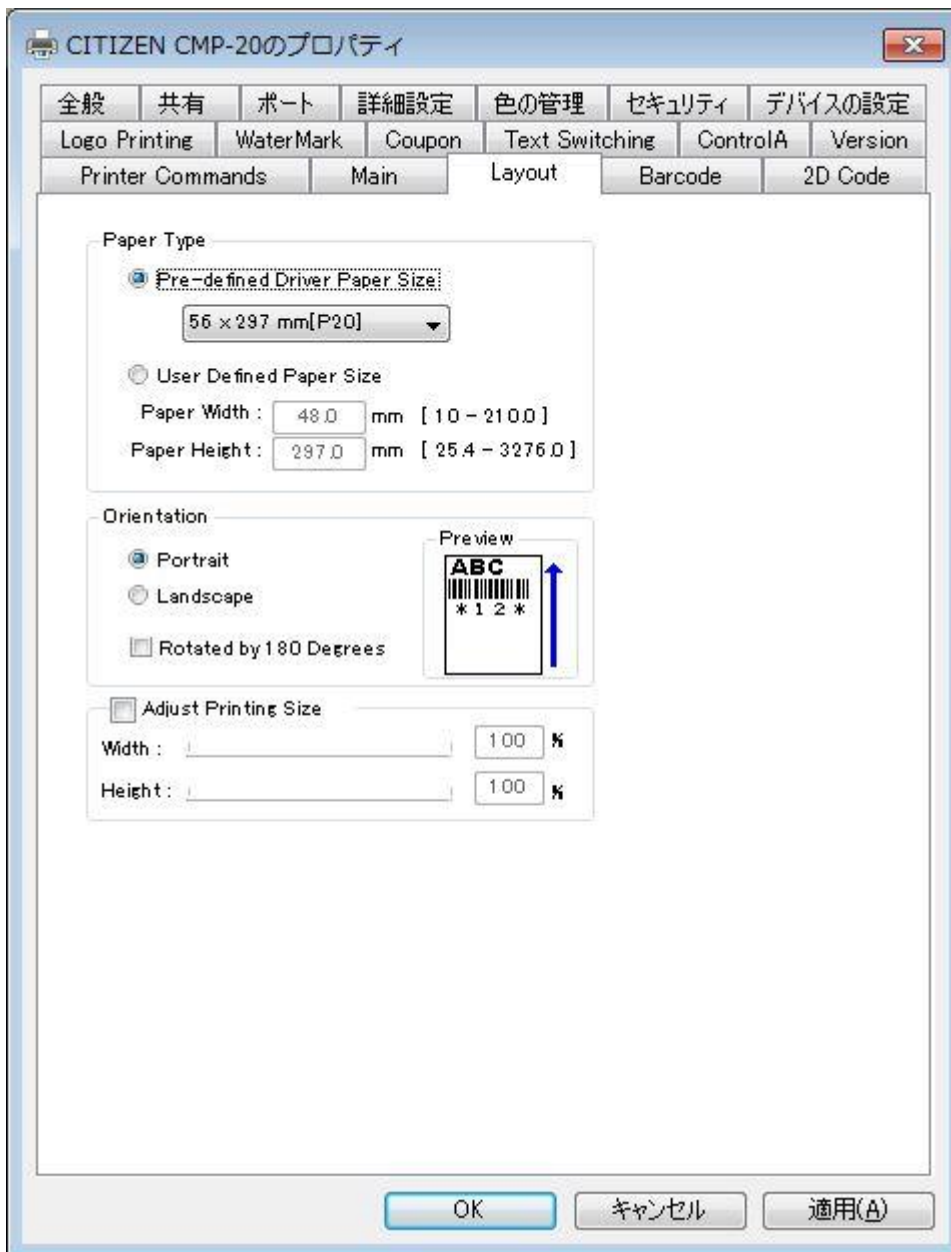 CITIZEN CMP-20のプロパティ
全般 共有 ポート 詳細設定 色の管理 セキュリティ デバイスの設定
Logo Printing WaterMark Coupon Text Switching ControlA Version
Printer Commands Main Layout Barcode 2D Code
Paper Type
Pre-defined Driver Paper Size
56 x 297 mm[P20]
User Defined Paper Size
Paper Width : 48.0 mm [ 10 - 210.0 ]
Paper Height : 297.0 mm [ 25.4 - 3276.0 ]
Orientation
Portrait
Landscape
Rotated by 180 Degrees
Preview
ABC
* 1 2 *
Adjust Printing Size
Width : 100 %
Height : 100 %
OK キャンセル 適用(A)